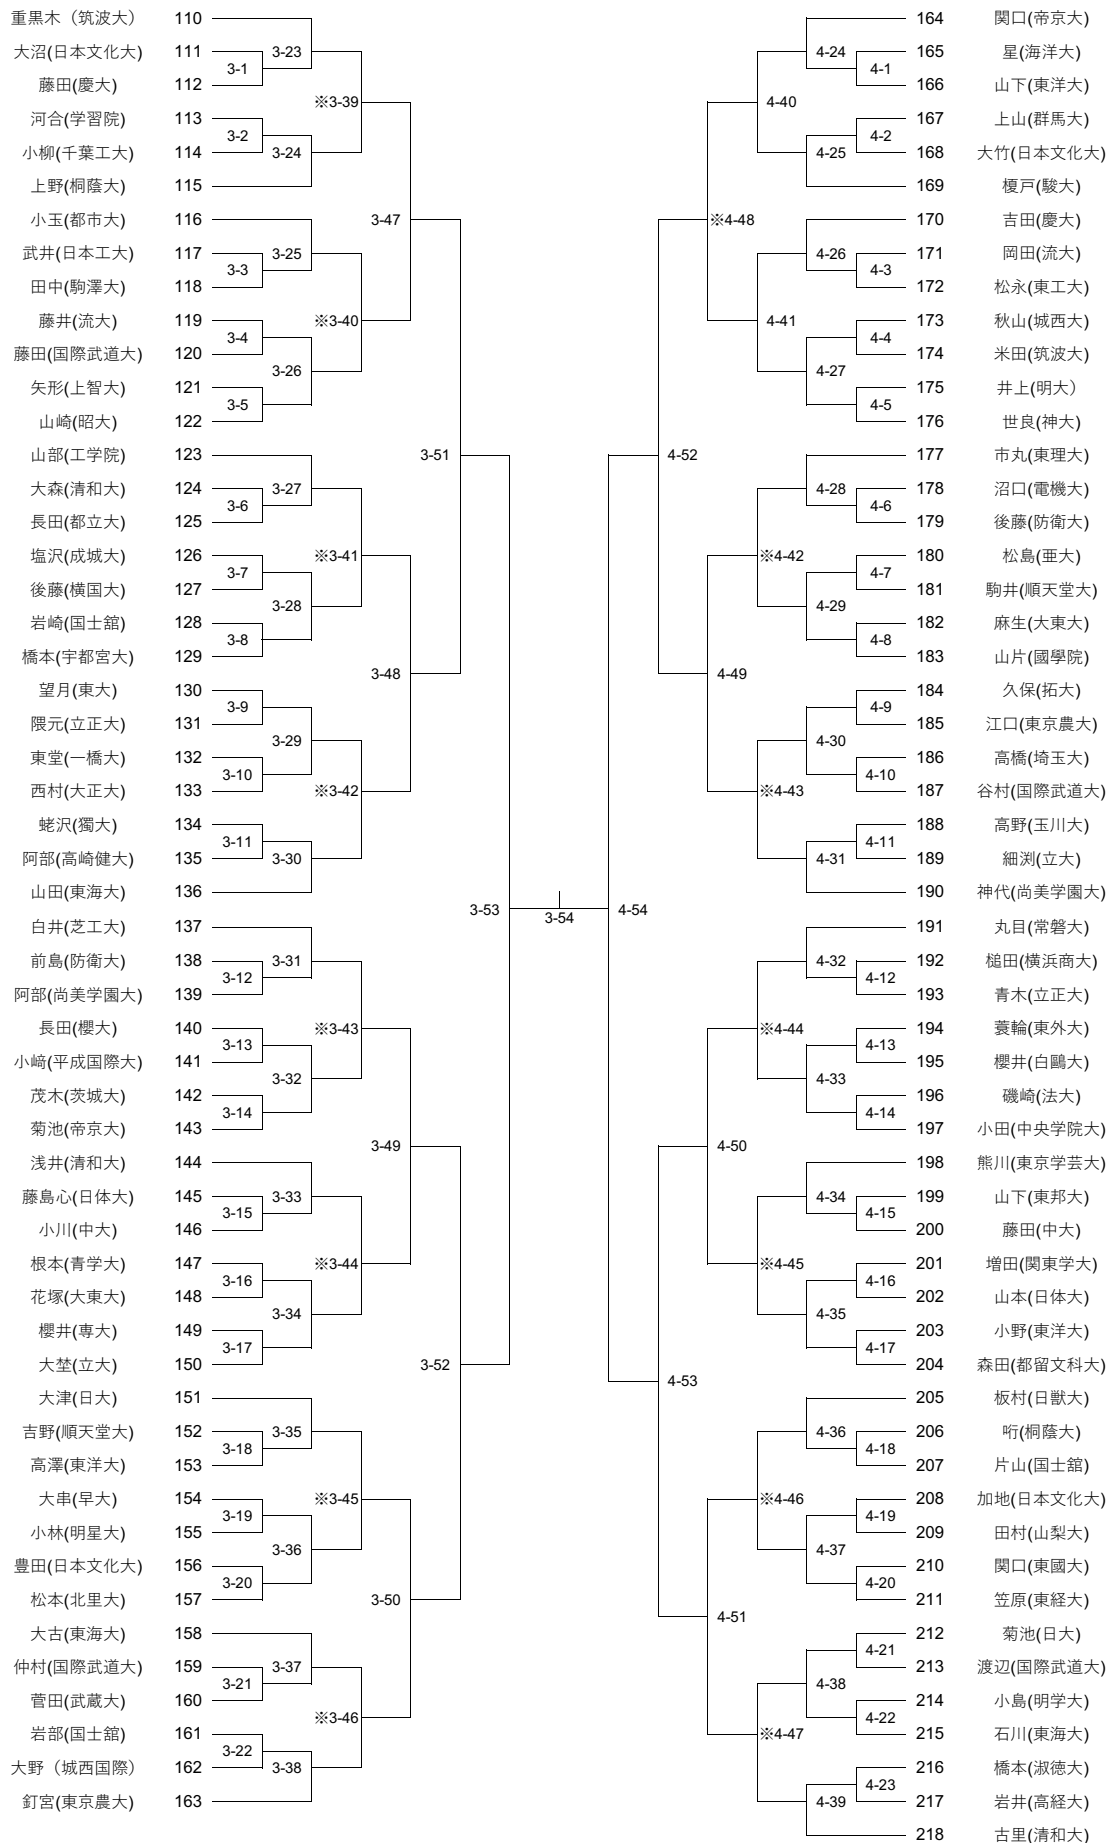 重黒木（筑波大） 110
大沼(日本文化大) 111
3-1
3-23
藤田(慶大) 112
※3-39
河合(学習院) 113
3-2
小柳(千葉工大) 114
3-24
上野(桐蔭大) 115
3-47
小玉(都市大) 116
武井(日本工大) 117
3-3
3-25
田中(駒澤大) 118
※3-40
藤井(流大) 119
3-4
藤田(国際武道大) 120
3-26
矢形(上智大) 121
3-5
山崎(昭大) 122
3-51
山部(工学院) 123
大森(清和大) 124
3-6
3-27
長田(都立大) 125
※3-41
塩沢(成城大) 126
3-7
後藤(横国大) 127
3-28
岩崎(国士舘) 128
3-8
橋本(宇都宮大) 129
3-48
望月(東大) 130
3-9
隈元(立正大) 131
3-29
東堂(一橋大) 132
3-10
西村(大正大) 133
※3-42
蛯沢(獨大) 134
3-11
阿部(高崎健大) 135
3-30
山田(東海大) 136
3-53
3-54
白井(芝工大) 137
前島(防衛大) 138
3-12
3-31
阿部(尚美学園大) 139
長田(櫻大) 140
※3-43
3-13
小﨑(平成国際大) 141
3-32
茂木(茨城大) 142
3-14
菊池(帝京大) 143
3-49
浅井(清和大) 144
藤島心(日体大) 145
3-15
3-33
小川(中大) 146
根本(青学大) 147
※3-44
3-16
花塚(大東大) 148
3-34
櫻井(専大) 149
3-17
大埜(立大) 150
3-52
大津(日大) 151
吉野(順天堂大) 152
3-18
3-35
高澤(東洋大) 153
大串(早大) 154
※3-45
3-19
小林(明星大) 155
3-36
豊田(日本文化大) 156
3-20
松本(北里大) 157
3-50
大古(東海大) 158
仲村(国際武道大) 159
3-21
3-37
菅田(武蔵大) 160
※3-46
岩部(国士舘) 161
3-22
大野（城西国際） 162
3-38
釘宮(東京農大) 163
164 関口(帝京大)
4-24
165 星(海洋大)
4-1
166 山下(東洋大)
4-40
167 上山(群馬大)
4-2
4-25
168 大竹(日本文化大)
169 榎戸(駿大)
※4-48
170 吉田(慶大)
4-26
171 岡田(流大)
4-3
172 松永(東工大)
4-41
173 秋山(城西大)
4-4
174 米田(筑波大)
4-27
175 井上(明大）
4-5
176 世良(神大)
4-52
177 市丸(東理大)
4-28
178 沼口(電機大)
4-6
179 後藤(防衛大)
※4-42
180 松島(亜大)
4-7
181 駒井(順天堂大)
4-29
182 麻生(大東大)
4-8
183 山片(國學院)
4-49
184 久保(拓大)
4-9
185 江口(東京農大)
4-30
186 高橋(埼玉大)
4-10
187 谷村(国際武道大)
※4-43
188 高野(玉川大)
4-11
189 細渕(立大)
4-31
190 神代(尚美学園大)
4-54
191 丸目(常磐大)
4-32
192 槌田(横浜商大)
4-12
193 青木(立正大)
※4-44
194 蓑輪(東外大)
4-13
195 櫻井(白鷗大)
4-33
196 磯崎(法大)
4-14
197 小田(中央学院大)
4-50
198 熊川(東京学芸大)
4-34
199 山下(東邦大)
4-15
200 藤田(中大)
※4-45
201 増田(関東学大)
4-16
202 山本(日体大)
4-35
203 小野(東洋大)
4-17
204 森田(都留文科大)
4-53
205 板村(日獣大)
4-36
206 哘(桐蔭大)
4-18
207 片山(国士舘)
※4-46
208 加地(日本文化大)
4-19
209 田村(山梨大)
4-37
210 関口(東國大)
4-20
211 笠原(東経大)
4-51
212 菊池(日大)
4-21
213 渡辺(国際武道大)
4-38
214 小島(明学大)
4-22
215 石川(東海大)
※4-47
216 橋本(淑徳大)
4-23
217 岩井(高経大)
4-39
218 古里(清和大)